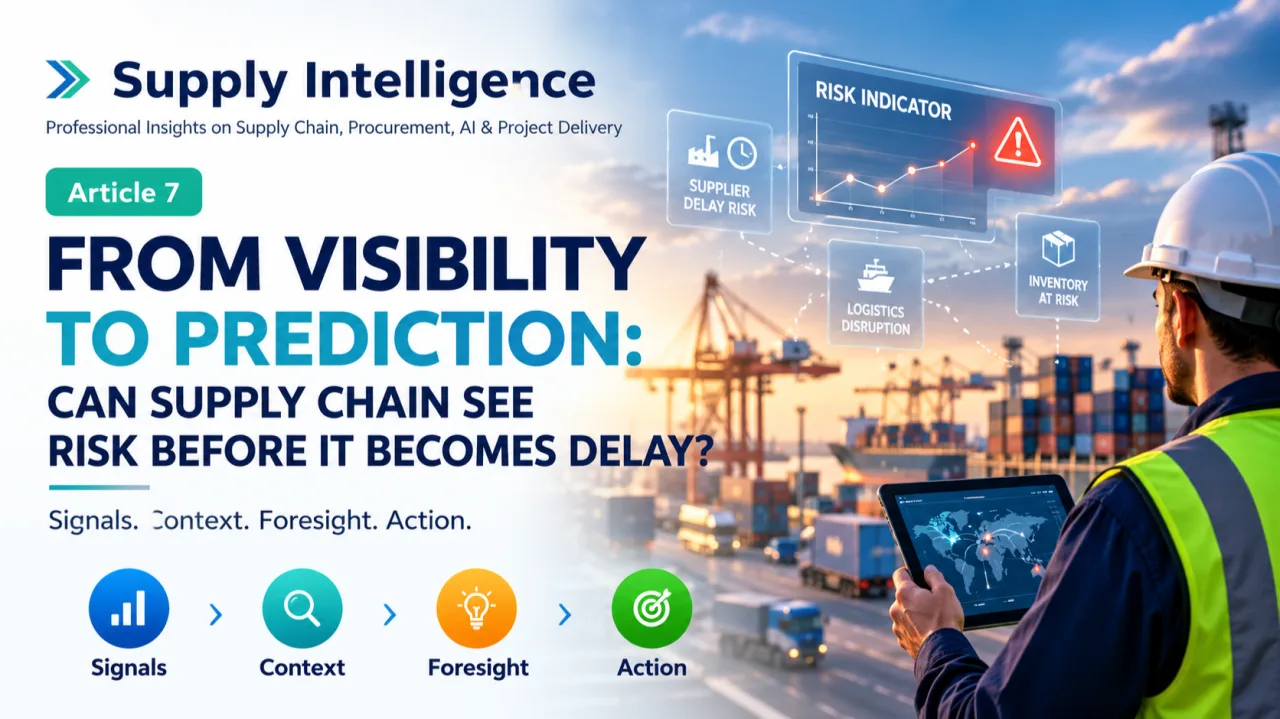 Supply Intelligence
Professional Insights on Supply Chain, Procurement, AI & Project Delivery
Article 7
FROM VISIBILITY
TO PREDICTION:
CAN SUPPLY CHAIN SEE
RISK BEFORE IT BECOMES DELAY?
Signals. Context. Foresight. Action.
Signals
Context
Foresight
Action
RISK INDICATOR
SUPPLIER
DELAY RISK
LOGISTICS
DISRUPTION
INVENTORY
AT RISK